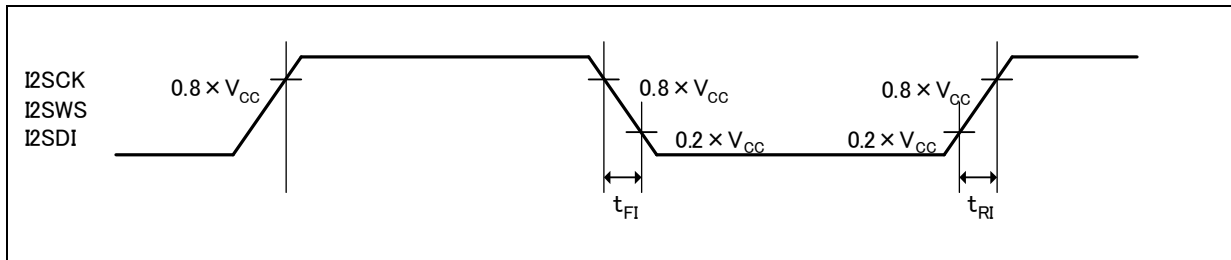 I2SCK
I2SWS
I2SDI
0.8 × VCC
0.8 × VCC
0.8 × VCC
0.2 × VCC
0.2 × VCC
tFI
tRI